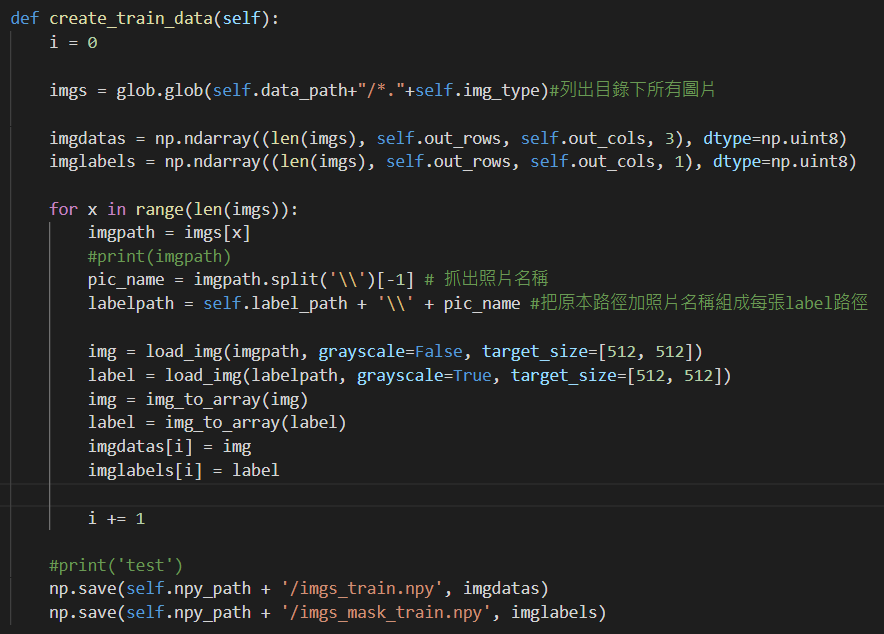 def create_train_data(self):
i = 0
imgs = glob.glob(self.data_path+"/*."+self.img_type)#列出目錄下所有圖片
imgdatas = np.ndarray((len(imgs), self.out_rows, self.out_cols, 3), dtype=np.uint8)
imglabels = np.ndarray((len(imgs), self.out_rows, self.out_cols, 1), dtype=np.uint8)
for x in range(len(imgs)):
imgpath = imgs[x]
#print(imgpath)
pic_name = imgpath.split('\\')[-1] # 抓出照片名稱
labelpath = self.label_path + '\\' + pic_name #把原本路徑加照片名稱組成每張label路徑
img = load_img(imgpath, grayscale=False, target_size=[512, 512])
label = load_img(labelpath, grayscale=True, target_size=[512, 512])
img = img_to_array(img)
label = img_to_array(label)
imgdatas[i] = img
imglabels[i] = label
i += 1
#print('test')
np.save(self.npy_path + '/imgs_train.npy', imgdatas)
np.save(self.npy_path + '/imgs_mask_train.npy', imglabels)